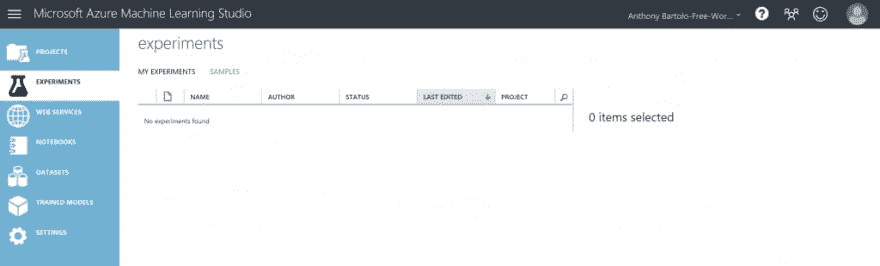 Microsoft Azure Machine Learning Studio
Anthony Bartolo-Free-Wor...
?
PROJECTS
EXPERIMENTS
WEB SERVICES
NOTEBOOKS
DATASETS
TRAINED MODELS
SETTINGS
experiments
MY EXPERIMENTS SAMPLES
NAME AUTHOR STATUS LAST EDITED PROJECT
No experiments found
0 items selected